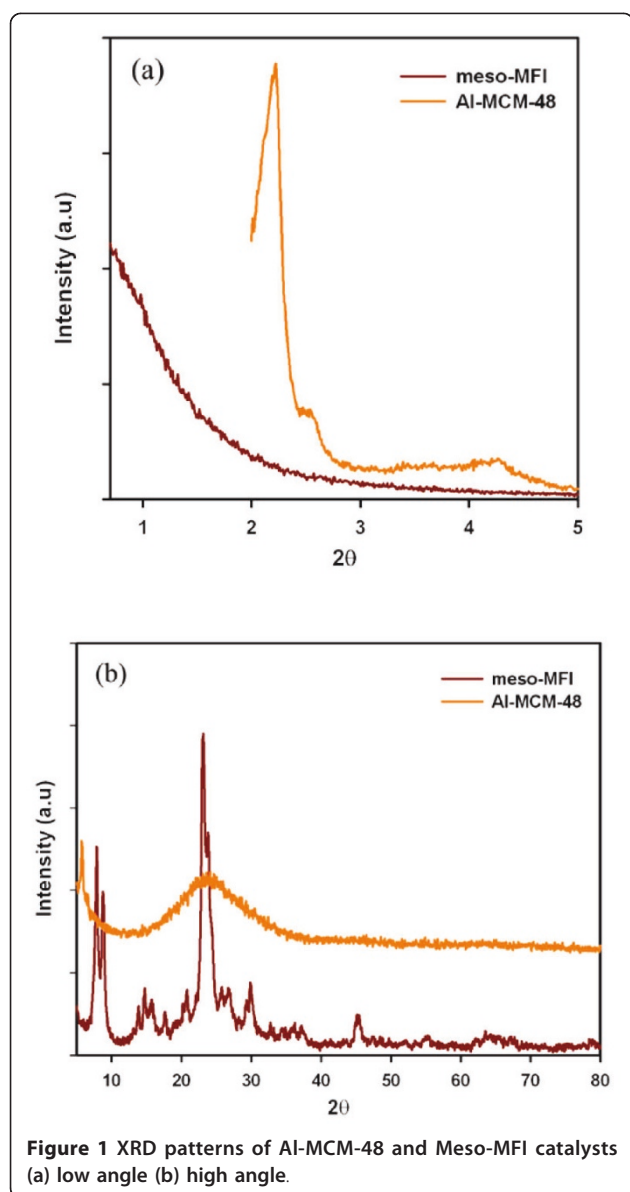 (a)
meso-MFI
Al-MCM-48
Intensity (a.u)
1 2 3 4 5
2θ
(b)
meso-MFI
Al-MCM-48
Intensity (a.u)
10 20 30 40 50 60 70 80
2θ
Figure 1 XRD patterns of Al-MCM-48 and Meso-MFI catalysts
(a) low angle (b) high angle.